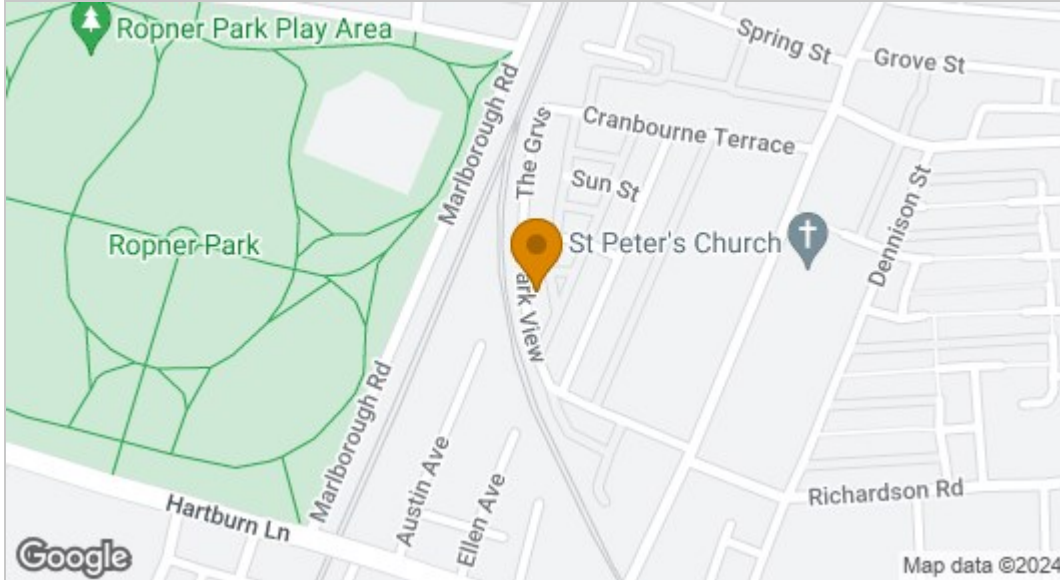 Ropner Park Play Area
Spring St
Grove St
Marlborough Rd
The Grvs
Cranbourne Terrace
Sun St
Dennison St
Ropner Park
St Peter's Church
ark View
Marlborough Rd
Austin Ave
Ellen Ave
Richardson Rd
Hartburn Ln
Google
Map data ©2024